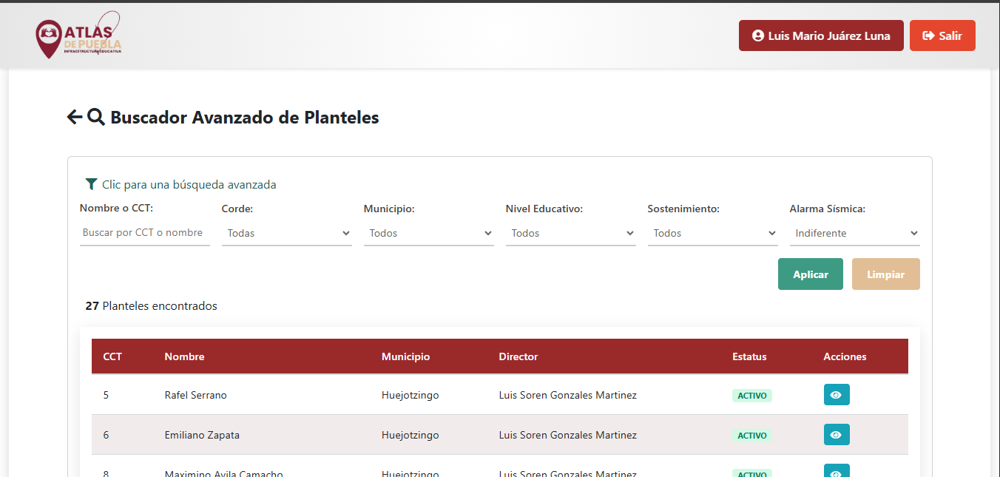 ATLAS
DE PUEBLA
INFRAESTRUCTURA EDUCATIVA
Luis Mario Juárez Luna
Salir
Buscador Avanzado de Planteles
Clic para una búsqueda avanzada
Nombre o CCT: Corde: Municipio: Nivel Educativo: Sostenimiento: Alarma Sísmica:
Buscar por CCT o nombre Todas Todos Todos Todos Indiferente
Aplicar Limpiar
27 Planteles encontrados
CCT Nombre Municipio Director Estatus Acciones
5 Rafel Serrano Huejotzingo Luis Soren Gonzales Martinez ACTIVO
6 Emiliano Zapata Huejotzingo Luis Soren Gonzales Martinez ACTIVO
8 Maximino Avila Camacho Huejotzingo Luis Soren Gonzales Martinez ACTIVO